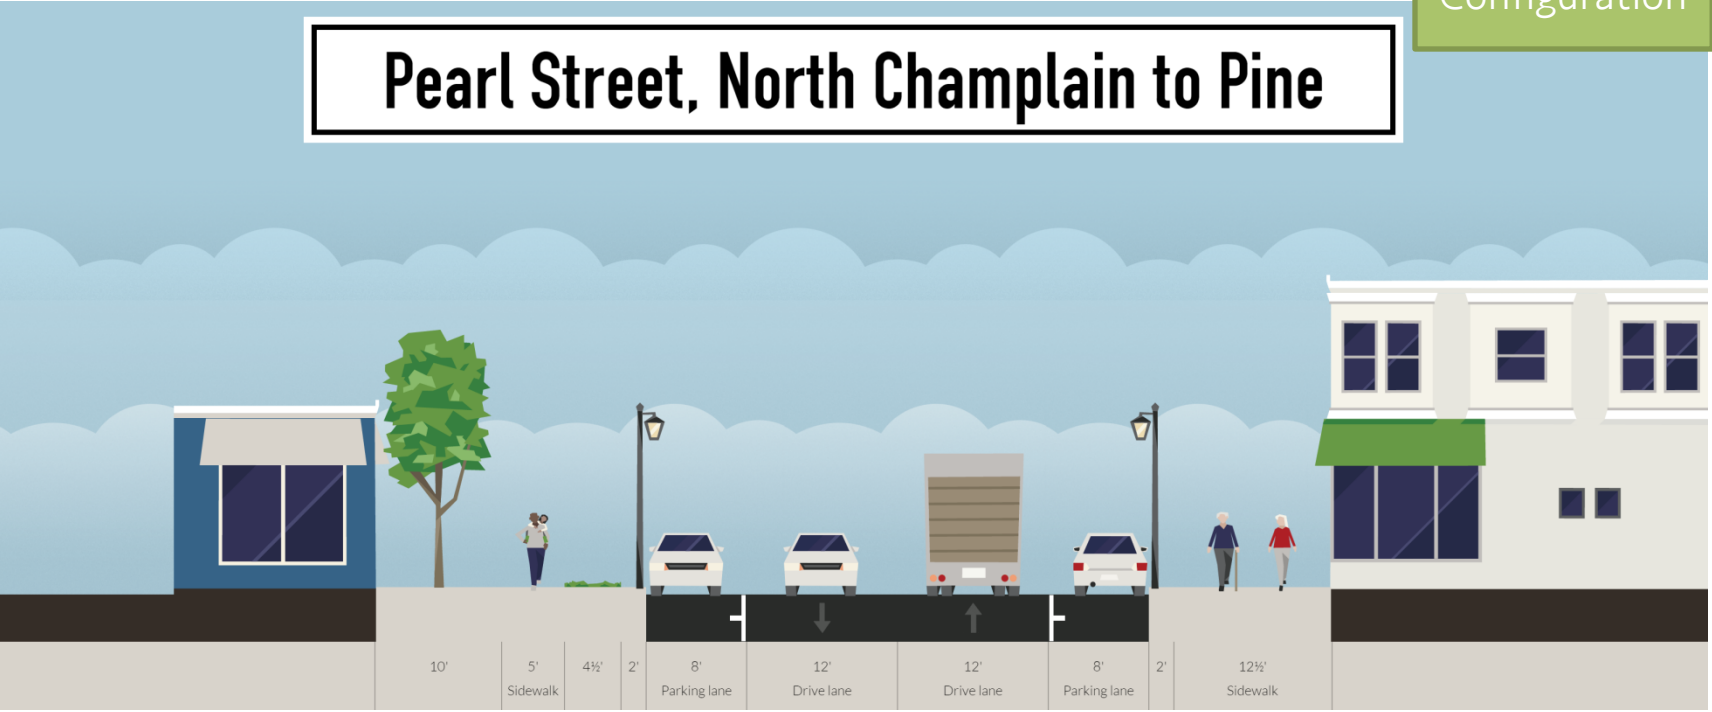 Configuration
Pearl Street, North Champlain to Pine
10' 5' 4½' 2' 8' 12' 12' 8' 2' 12½'
Sidewalk Parking lane Drive lane Drive lane Parking lane Sidewalk